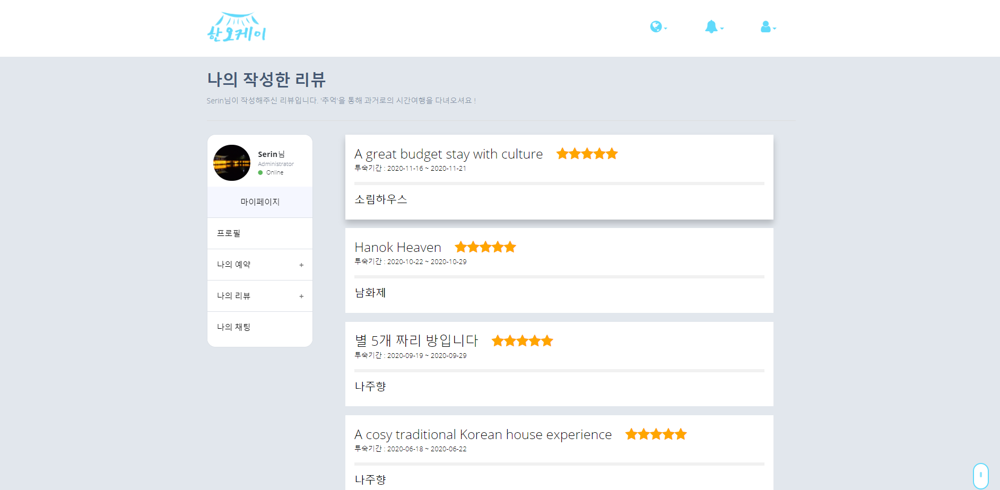 한오케이
나의 작성한 리뷰
Serin님이 작성해주신 리뷰입니다. '추억'을 통해 과거로의 시간여행을 다녀오셔요 !
Serin님
Administrator
Online
마이페이지
프로필
나의 예약 +
나의 리뷰 +
나의 채팅
A great budget stay with culture
투숙기간 : 2020-11-16 ~ 2020-11-21
소림하우스
Hanok Heaven
투숙기간 : 2020-10-22 ~ 2020-10-29
남화제
별 5개 짜리 방입니다
투숙기간 : 2020-09-19 ~ 2020-09-29
나주향
A cosy traditional Korean house experience
투숙기간 : 2020-06-18 ~ 2020-06-22
나주향